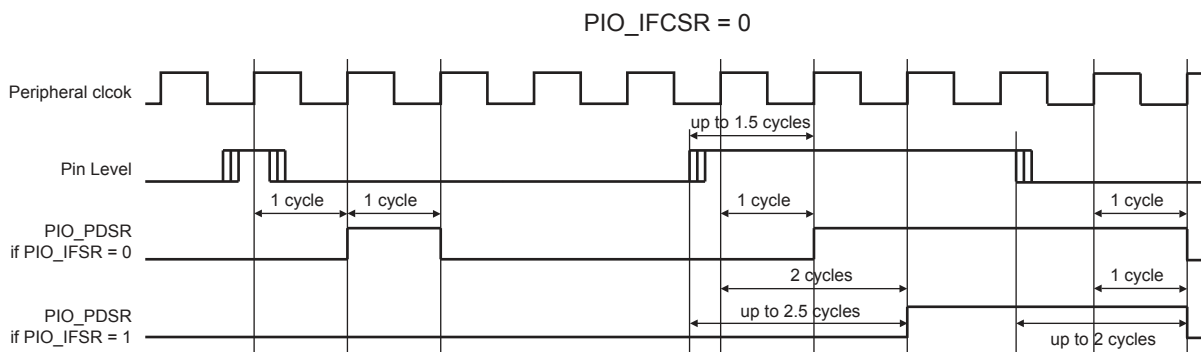 PIO_IFCSR = 0
Peripheral clcok
up to 1.5 cycles
Pin Level
1 cycle
1 cycle
1 cycle
1 cycle
PIO_PDSR
if PIO_IFSR = 0
2 cycles
1 cycle
PIO_PDSR
if PIO_IFSR = 1
up to 2.5 cycles
up to 2 cycles